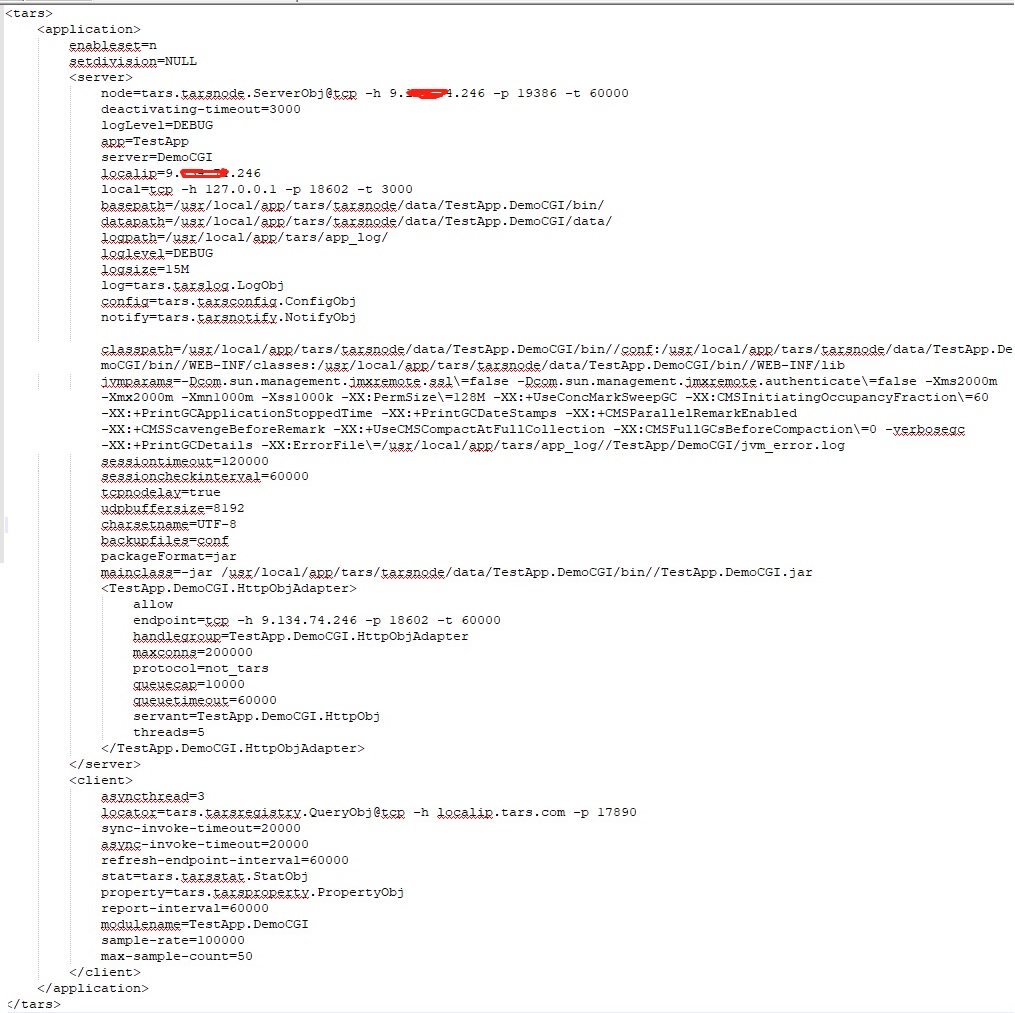 <tars>
<application>
enableset=n
setdivision=NULL
<server>
node=tars.tarsnode.ServerObj@tcp -h 9. 4.246 -p 19386 -t 60000
deactivating-timeout=3000
logLevel=DEBUG
app=TestApp
server=DemoCGI
localip=9. .246
local=tcp -h 127.0.0.1 -p 18602 -t 3000
basepath=/usr/local/app/tars/tarsnode/data/TestApp.DemoCGI/bin/
datapath=/usr/local/app/tars/tarsnode/data/TestApp.DemoCGI/data/
logpath=/usr/local/app/tars/app_log/
loglevel=DEBUG
logsize=15M
log=tars.tarslog.LogObj
config=tars.tarsconfig.ConfigObj
notify=tars.tarsnotify.NotifyObj
classpath=/usr/local/app/tars/tarsnode/data/TestApp.DemoCGI/bin//conf:/usr/local/app/tars/tarsnode/data/TestApp.De
moCGI/bin//WEB-INF/classes:/usr/local/app/tars/tarsnode/data/TestApp.DemoCGI/bin//WEB-INF/lib
jvmparams=-Dcom.sun.management.jmxremote.ssl\=false -Dcom.sun.management.jmxremote.authenticate\=false -Xms2000m
-Xmx2000m -Xmn1000m -Xss1000k -XX:PermSize\=128M -XX:+UseConcMarkSweepGC -XX:CMSInitiatingOccupancyFraction\=60
-XX:+PrintGCApplicationStoppedTime -XX:+PrintGCDateStamps -XX:+CMSParallelRemarkEnabled
-XX:+CMSScavengeBeforeRemark -XX:+UseCMSCompactAtFullCollection -XX:CMSFullGCsBeforeCompaction\=0 -verbosegc
-XX:+PrintGCDetails -XX:ErrorFile\=/usr/local/app/tars/app_log//TestApp/DemoCGI/jvm_error.log
sessiontimeout=120000
sessioncheckinterval=60000
tcpnodelay=true
udpbuffersize=8192
charsetname=UTF-8
backupfiles=conf
packageFormat=jar
mainclass=-jar /usr/local/app/tars/tarsnode/data/TestApp.DemoCGI/bin//TestApp.DemoCGI.jar
<TestApp.DemoCGI.HttpObjAdapter>
allow
endpoint=tcp -h 9.134.74.246 -p 18602 -t 60000
handlegroup=TestApp.DemoCGI.HttpObjAdapter
maxconns=200000
protocol=not_tars
queuecap=10000
queuetimeout=60000
servant=TestApp.DemoCGI.HttpObj
threads=5
</TestApp.DemoCGI.HttpObjAdapter>
</server>
<client>
asyncthread=3
locator=tars.tarsregistry.QueryObj@tcp -h localip.tars.com -p 17890
sync-invoke-timeout=20000
async-invoke-timeout=20000
refresh-endpoint-interval=60000
stat=tars.tarsstat.StatObj
property=tars.tarsproperty.PropertyObj
report-interval=60000
modulename=TestApp.DemoCGI
sample-rate=100000
max-sample-count=50
</client>
</application>
</tars>